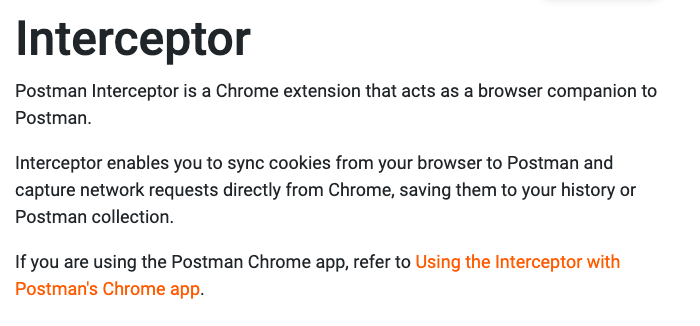 Interceptor
Postman Interceptor is a Chrome extension that acts as a browser companion to
Postman.
Interceptor enables you to sync cookies from your browser to Postman and
capture network requests directly from Chrome, saving them to your history or
Postman collection.
If you are using the Postman Chrome app, refer to Using the Interceptor with
Postman's Chrome app.